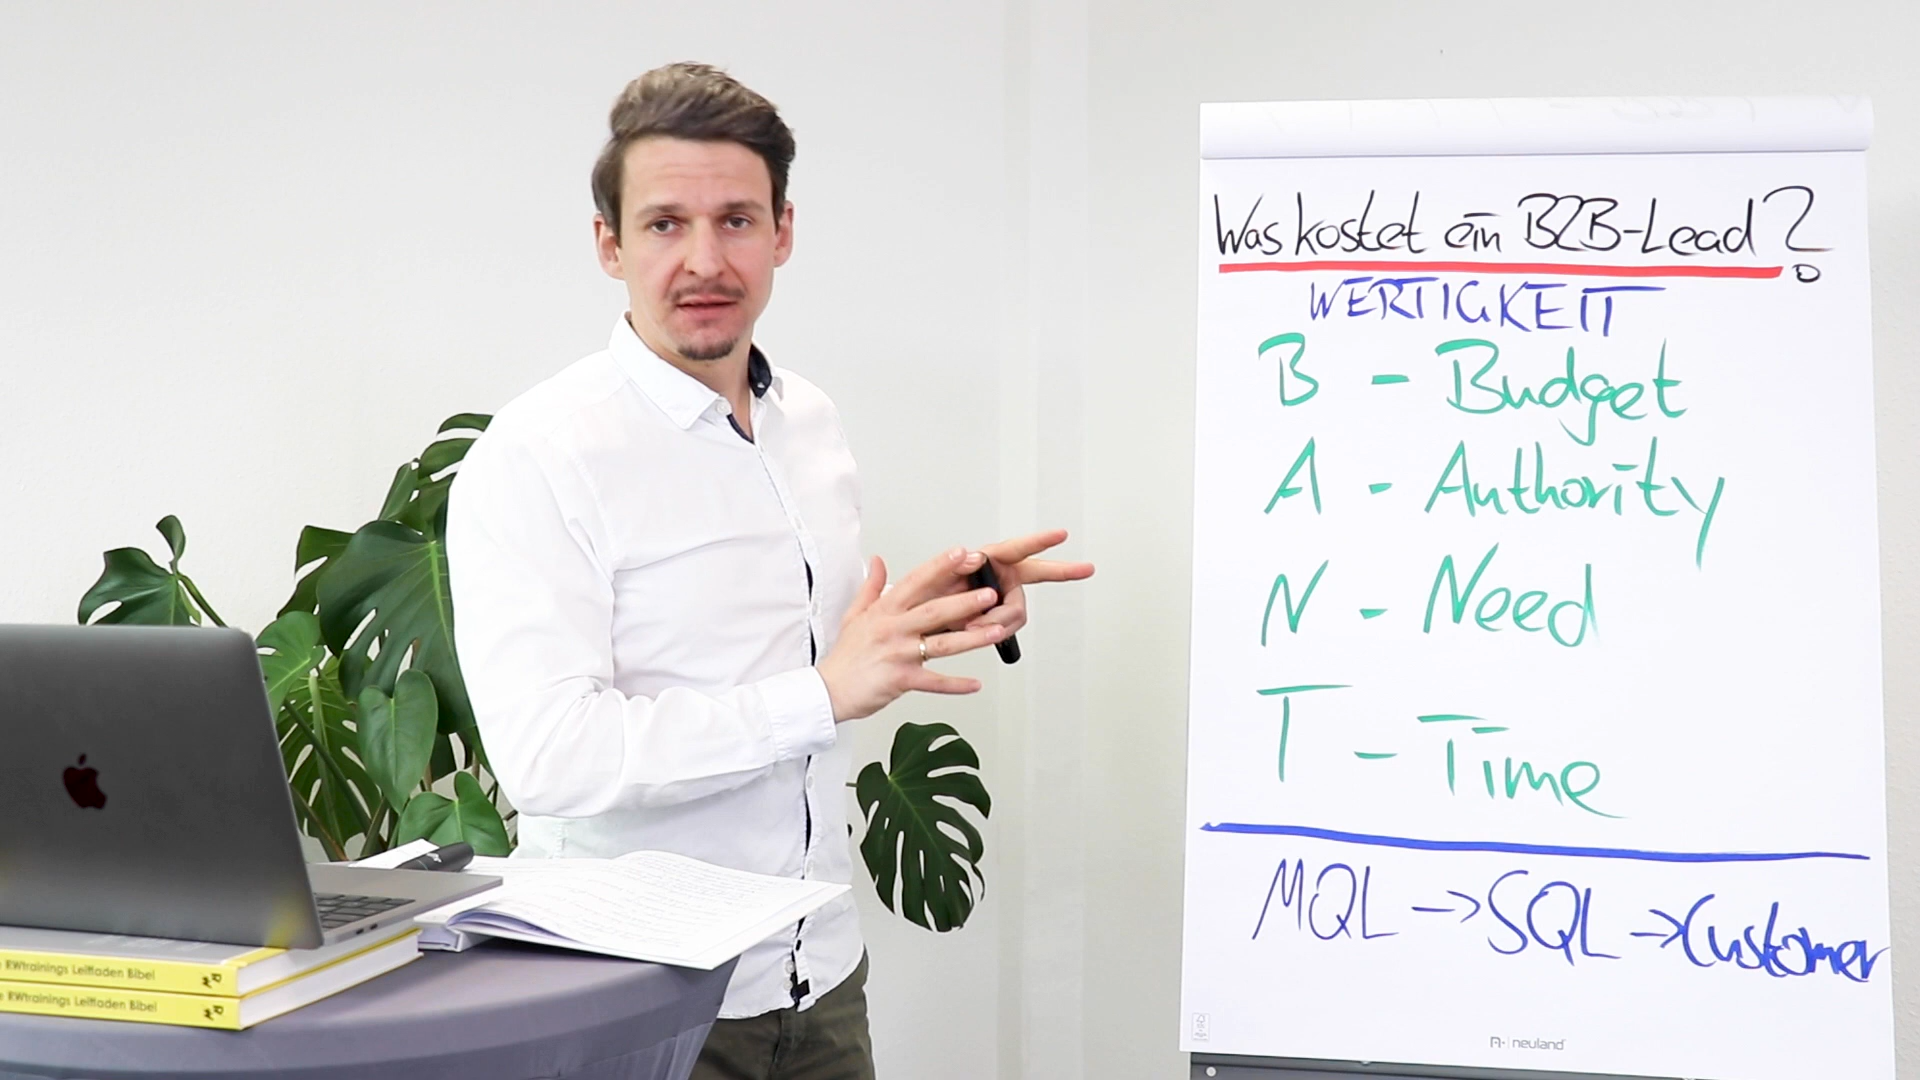 Was kostet ein B2B-Lead?
WERTIGKEIT
B - Budget
A - Authority
N - Need
T - Time
MQL → SQL → Customer
neuland
RWtrainings Leitfaden Bibel
RWtrainings Leitfaden Bibel